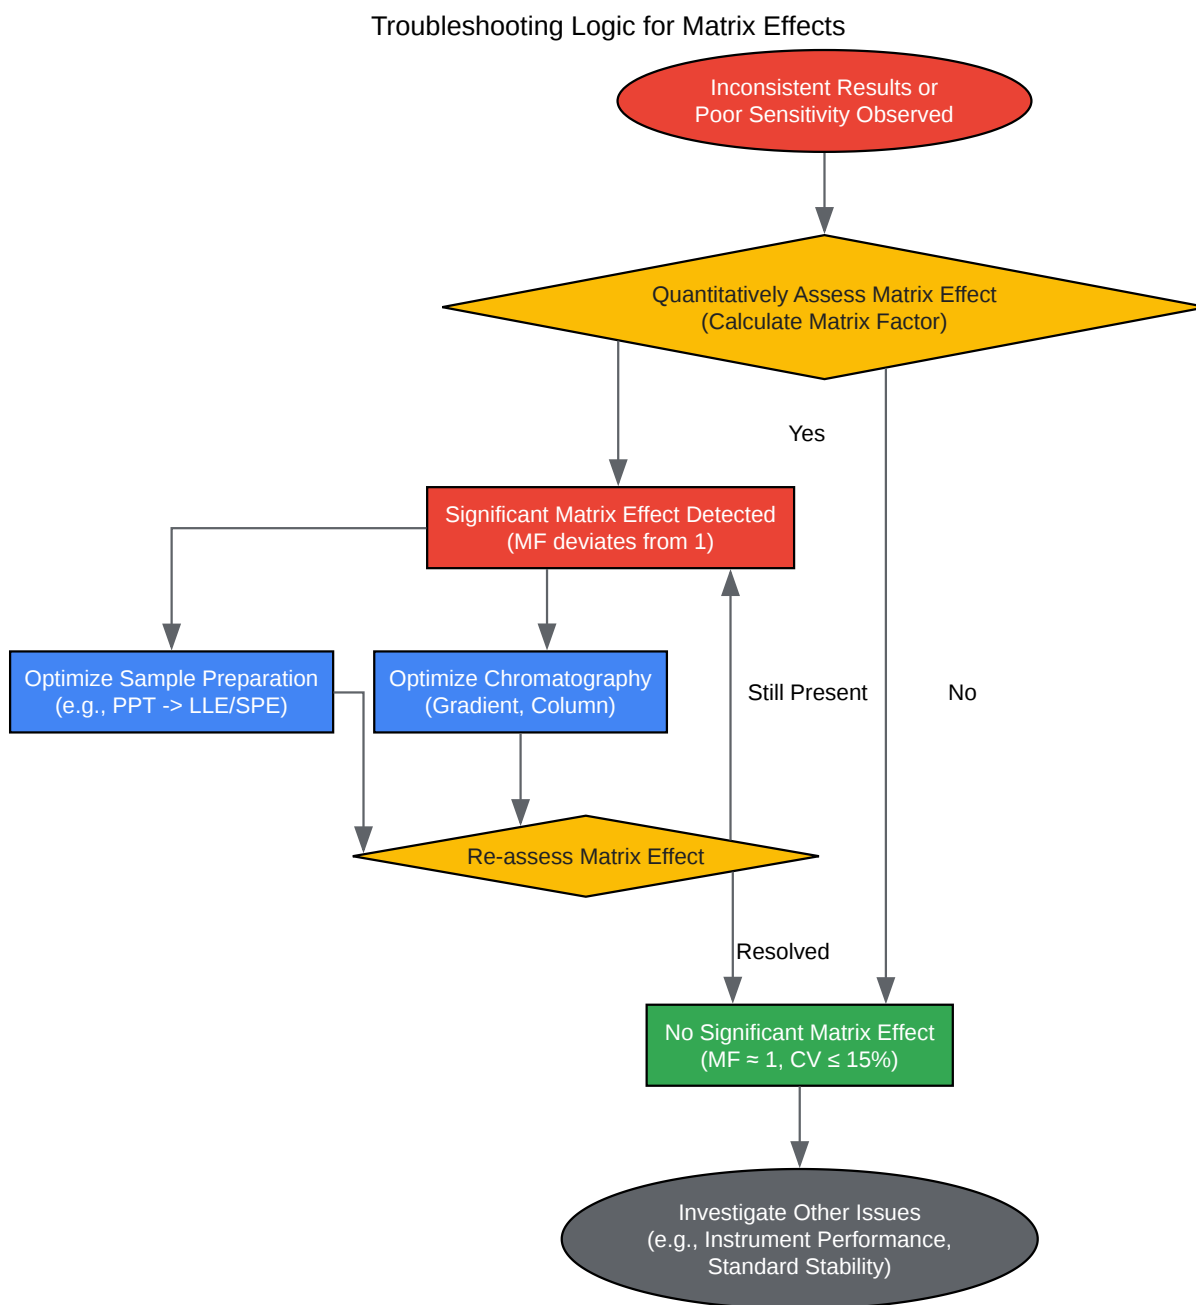 Troubleshooting Logic for Matrix Effects
Inconsistent Results or
Poor Sensitivity Observed
Quantitatively Assess Matrix Effect
(Calculate Matrix Factor)
Yes
Significant Matrix Effect Detected
(MF deviates from 1)
Optimize Sample Preparation
(e.g., PPT -> LLE/SPE)
Optimize Chromatography
(Gradient, Column)
Still Present
No
Re-assess Matrix Effect
Resolved
No Significant Matrix Effect
(MF ≈ 1, CV ≤ 15%)
Investigate Other Issues
(e.g., Instrument Performance,
Standard Stability)